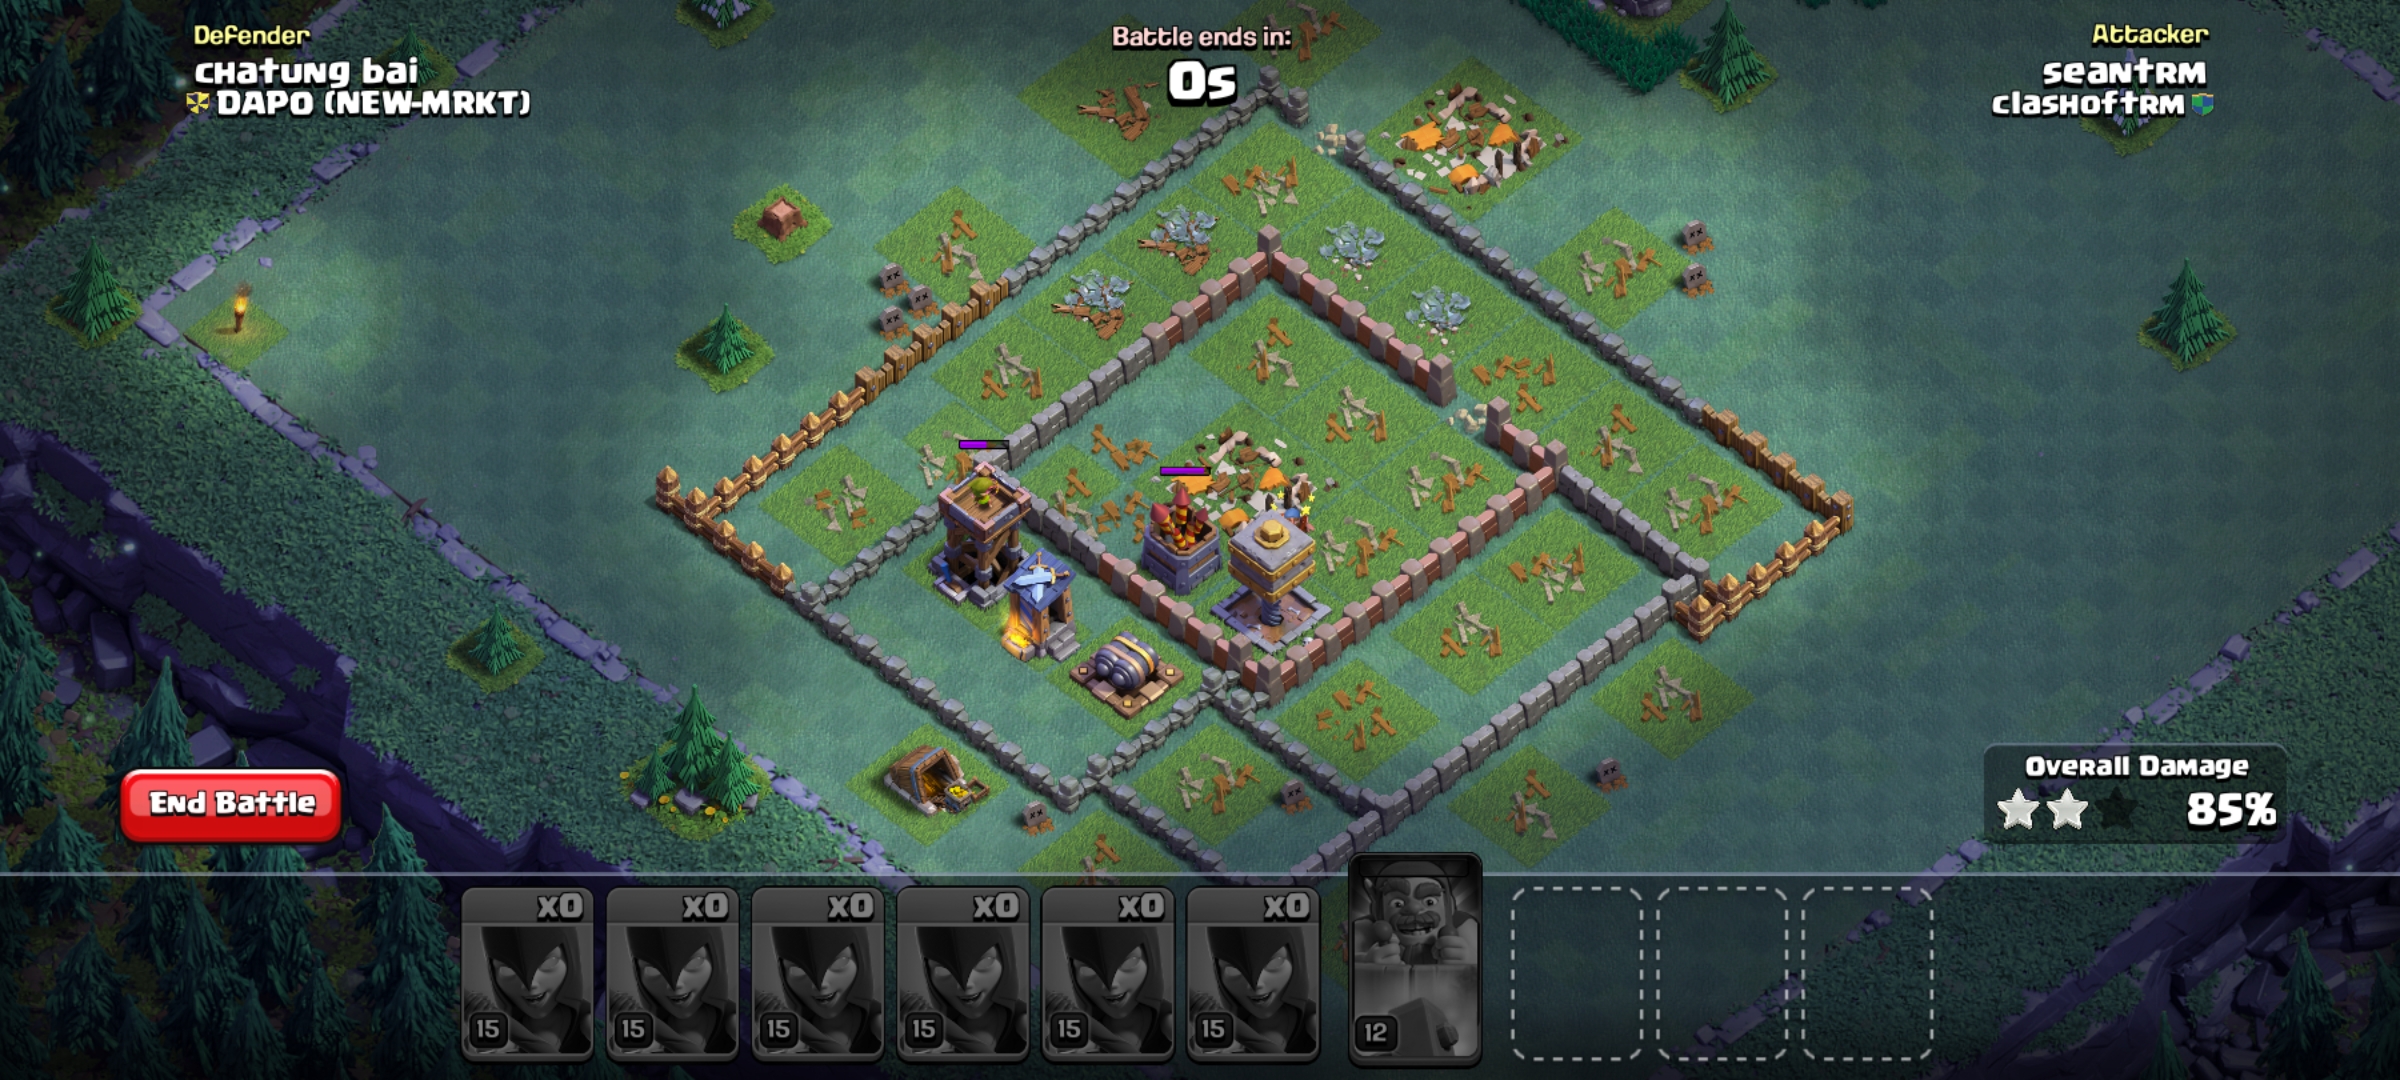 Defender
chatung bai
DAPO (NEW-MRKT)
Battle ends in:
0s
Attacker
seantRM
clashoftRM
End Battle
Overall Damage
85%
x0 x0 x0 x0 x0 x0
15 15 15 15 15 15 12